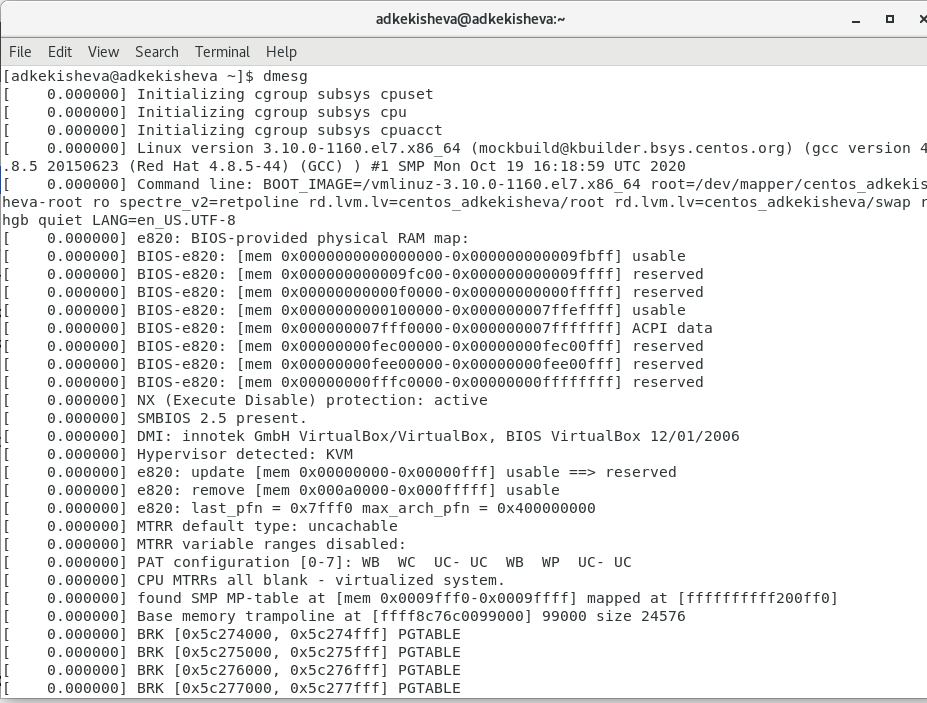 adkekisheva@adkekisheva:~
File Edit View Search Terminal Help
[adkekisheva@adkekisheva ~]$ dmesg
[    0.000000] Initializing cgroup subsys cpuset
[    0.000000] Initializing cgroup subsys cpu
[    0.000000] Initializing cgroup subsys cpuacct
[    0.000000] Linux version 3.10.0-1160.el7.x86_64 (mockbuild@kbuilder.bsys.centos.org) (gcc version 4
.8.5 20150623 (Red Hat 4.8.5-44) (GCC) ) #1 SMP Mon Oct 19 16:18:59 UTC 2020
[    0.000000] Command line: BOOT_IMAGE=/vmlinuz-3.10.0-1160.el7.x86_64 root=/dev/mapper/centos_adkekis
heva-root ro spectre_v2=retpoline rd.lvm.lv=centos_adkekisheva/root rd.lvm.lv=centos_adkekisheva/swap r
hgb quiet LANG=en_US.UTF-8
[    0.000000] e820: BIOS-provided physical RAM map:
[    0.000000] BIOS-e820: [mem 0x0000000000000000-0x000000000009fbff] usable
[    0.000000] BIOS-e820: [mem 0x000000000009fc00-0x000000000009ffff] reserved
[    0.000000] BIOS-e820: [mem 0x00000000000f0000-0x00000000000fffff] reserved
[    0.000000] BIOS-e820: [mem 0x0000000000100000-0x000000007ffeffff] usable
[    0.000000] BIOS-e820: [mem 0x000000007fff0000-0x000000007fffffff] ACPI data
[    0.000000] BIOS-e820: [mem 0x00000000fec00000-0x00000000fec00fff] reserved
[    0.000000] BIOS-e820: [mem 0x00000000fee00000-0x00000000fee00fff] reserved
[    0.000000] BIOS-e820: [mem 0x00000000fffc0000-0x00000000ffffffff] reserved
[    0.000000] NX (Execute Disable) protection: active
[    0.000000] SMBIOS 2.5 present.
[    0.000000] DMI: innotek GmbH VirtualBox/VirtualBox, BIOS VirtualBox 12/01/2006
[    0.000000] Hypervisor detected: KVM
[    0.000000] e820: update [mem 0x00000000-0x00000fff] usable ==> reserved
[    0.000000] e820: remove [mem 0x000a0000-0x000fffff] usable
[    0.000000] e820: last_pfn = 0x7fff0 max_arch_pfn = 0x400000000
[    0.000000] MTRR default type: uncachable
[    0.000000] MTRR variable ranges disabled:
[    0.000000] PAT configuration [0-7]: WB  WC  UC- UC  WB  WP  UC- UC
[    0.000000] CPU MTRRs all blank - virtualized system.
[    0.000000] found SMP MP-table at [mem 0x0009fff0-0x0009ffff] mapped at [ffffffffff200ff0]
[    0.000000] Base memory trampoline at [ffff8c76c0099000] 99000 size 24576
[    0.000000] BRK [0x5c274000, 0x5c274fff] PGTABLE
[    0.000000] BRK [0x5c275000, 0x5c275fff] PGTABLE
[    0.000000] BRK [0x5c276000, 0x5c276fff] PGTABLE
[    0.000000] BRK [0x5c277000, 0x5c277fff] PGTABLE